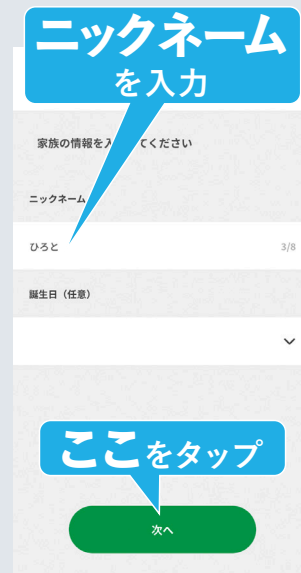 ニックネーム
を入力
家族の情報を入 てください
ニックネーム
ひろと 3/8
誕生日（任意）
ここをタップ
次へ